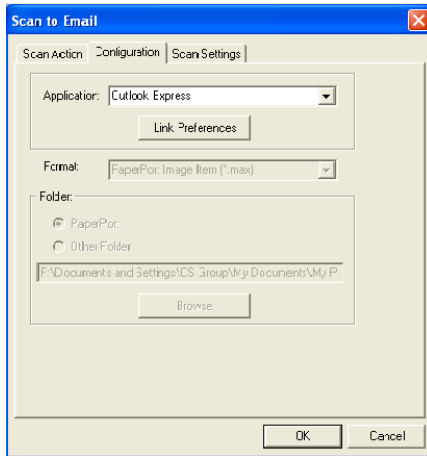 Scan to Email
Scan Action Configuration Scan Settings
Application: Outlook Express
Link Preferences
Format: PaperPort Image Item (*.max)
Folder:
PaperPort
Other Folder
F:\Documents and Settings\CS Group\My Documents\My P
Browse
OK Cancel